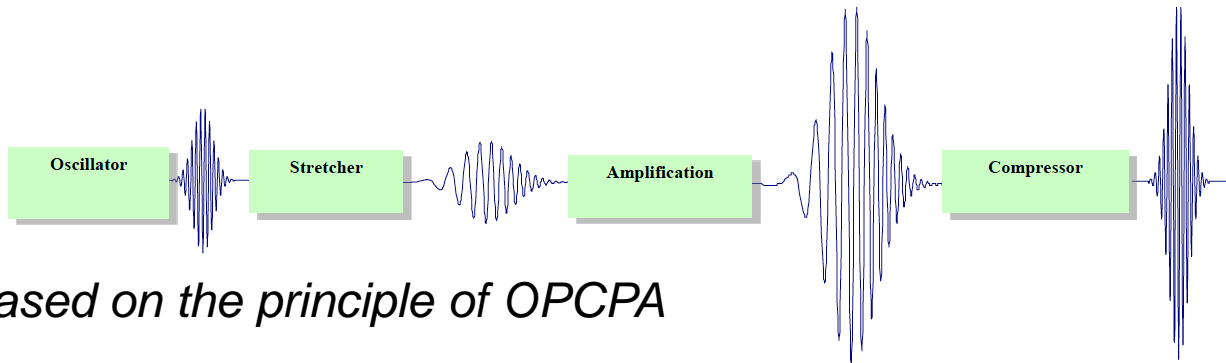 Oscillator
Stretcher
Amplification
Compressor
ased on the principle of OPCPA